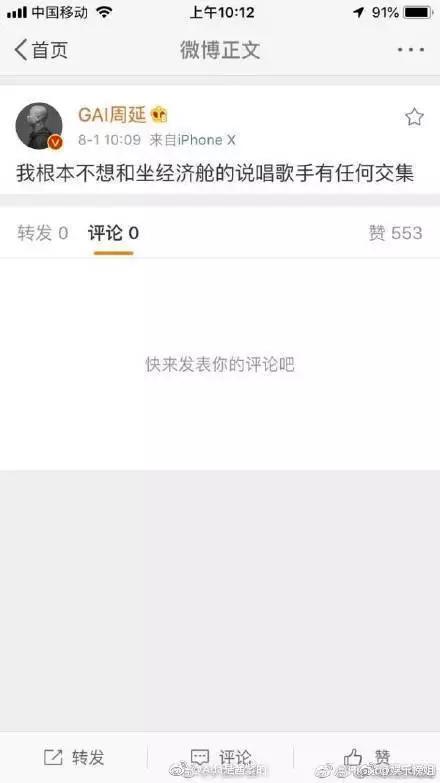 中国移动 上午10:12 91%
首页 微博正文
GAI周延
8-1 10:09 来自iPhone X
我根本不想和坐经济舱的说唱歌手有任何交集
转发 0 评论 0 赞 553
快来发表你的评论吧
转发 评论 赞